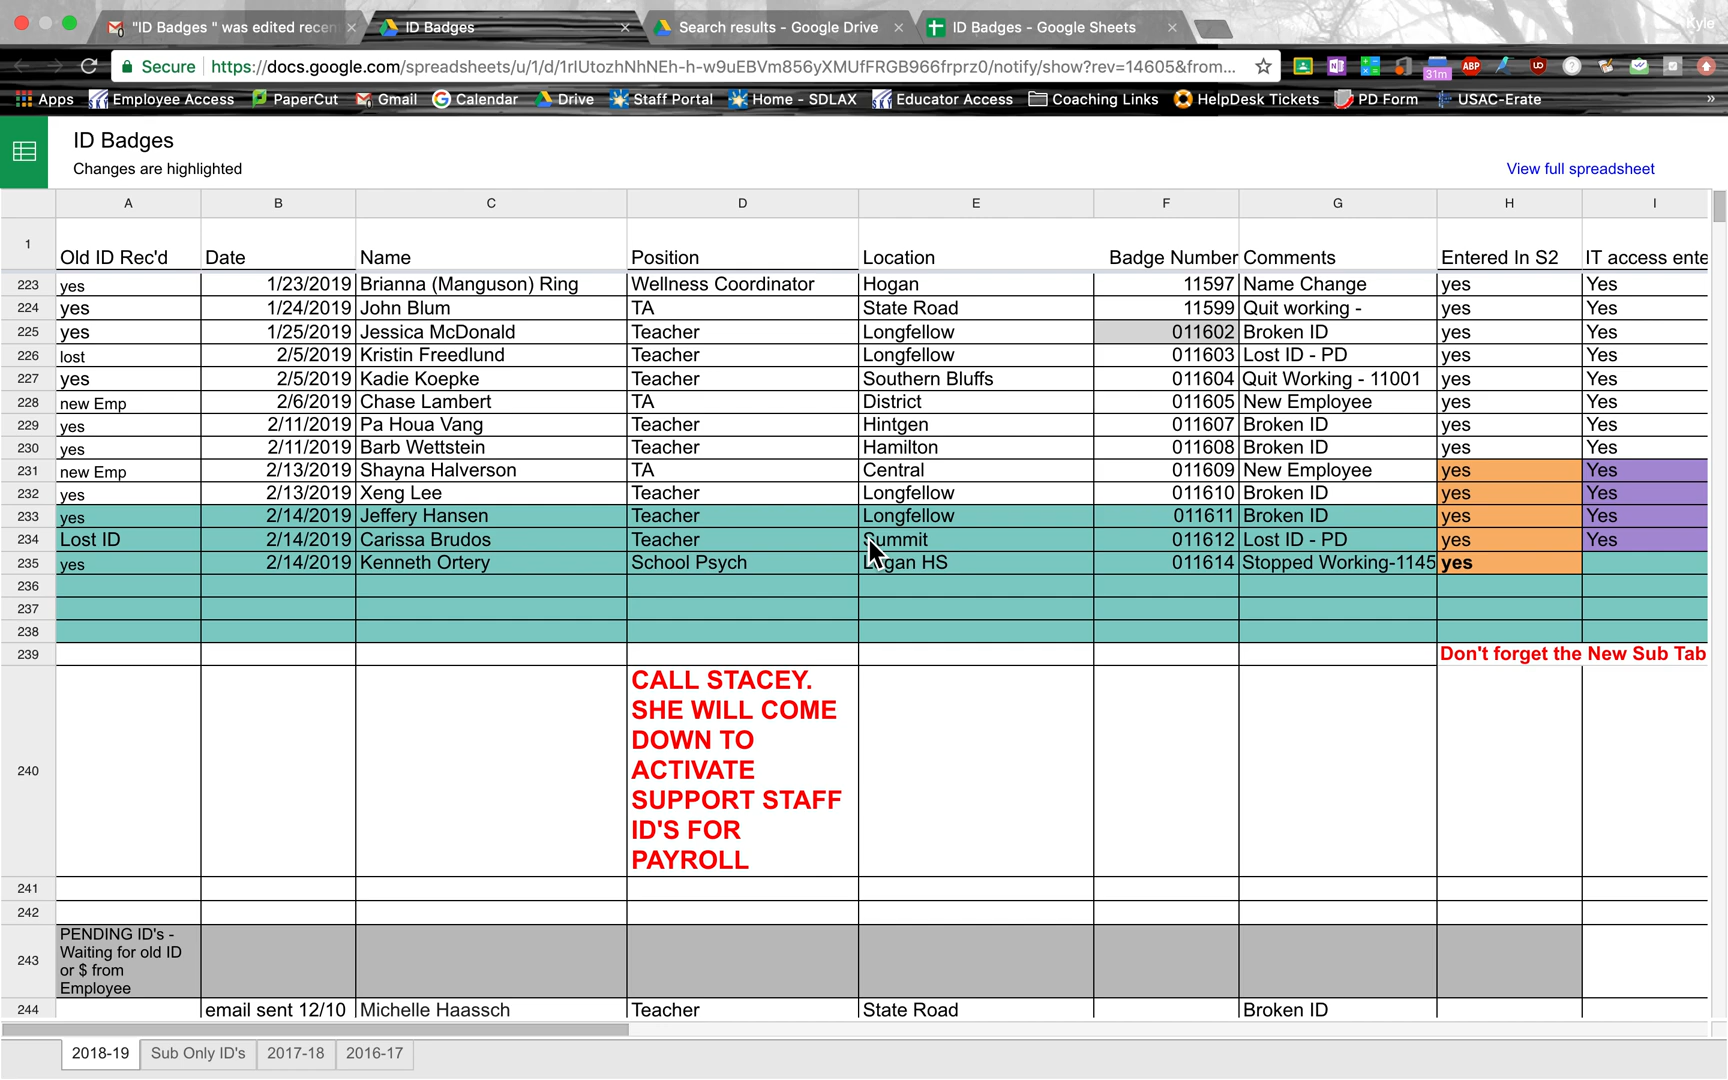 "ID Badges " was edited recen
ID Badges
Search results - Google Drive
ID Badges - Google Sheets
Kyle
Secure https://docs.google.com/spreadsheets/u/1/d/1rIUtozhNhNEh-h-w9uEBVm856yXMUfFRGB966frprz0/notify/show?rev=14605&from...
31m ABP
Apps Employee Access PaperCut Gmail Calendar Drive Staff Portal Home - SDLAX Educator Access Coaching Links HelpDesk Tickets PD Form USAC-Erate »
ID Badges
Changes are highlighted
View full spreadsheet
A B C D E F G H I
1 Old ID Rec'd Date Name Position Location Badge Number Comments Entered In S2 IT access ente
223 yes 1/23/2019 Brianna (Manguson) Ring Wellness Coordinator Hogan 11597 Name Change yes Yes
224 yes 1/24/2019 John Blum TA State Road 11599 Quit working - yes Yes
225 yes 1/25/2019 Jessica McDonald Teacher Longfellow 011602 Broken ID yes Yes
226 lost 2/5/2019 Kristin Freedlund Teacher Longfellow 011603 Lost ID - PD yes Yes
227 yes 2/5/2019 Kadie Koepke Teacher Southern Bluffs 011604 Quit Working - 11001 yes Yes
228 new Emp 2/6/2019 Chase Lambert TA District 011605 New Employee yes Yes
229 yes 2/11/2019 Pa Houa Vang Teacher Hintgen 011607 Broken ID yes Yes
230 yes 2/11/2019 Barb Wettstein Teacher Hamilton 011608 Broken ID yes Yes
231 new Emp 2/13/2019 Shayna Halverson TA Central 011609 New Employee yes Yes
232 yes 2/13/2019 Xeng Lee Teacher Longfellow 011610 Broken ID yes Yes
233 yes 2/14/2019 Jeffery Hansen Teacher Longfellow 011611 Broken ID yes Yes
234 Lost ID 2/14/2019 Carissa Brudos Teacher Summit 011612 Lost ID - PD yes Yes
235 yes 2/14/2019 Kenneth Ortery School Psych Logan HS 011614 Stopped Working-1145 yes
236
237
238
239 Don't forget the New Sub Tab
240
CALL STACEY.
SHE WILL COME
DOWN TO
ACTIVATE
SUPPORT STAFF
ID'S FOR
PAYROLL
241
242
243
PENDING ID's -
Waiting for old ID
or $ from
Employee
244 email sent 12/10 Michelle Haassch Teacher State Road Broken ID
2018-19 Sub Only ID's 2017-18 2016-17